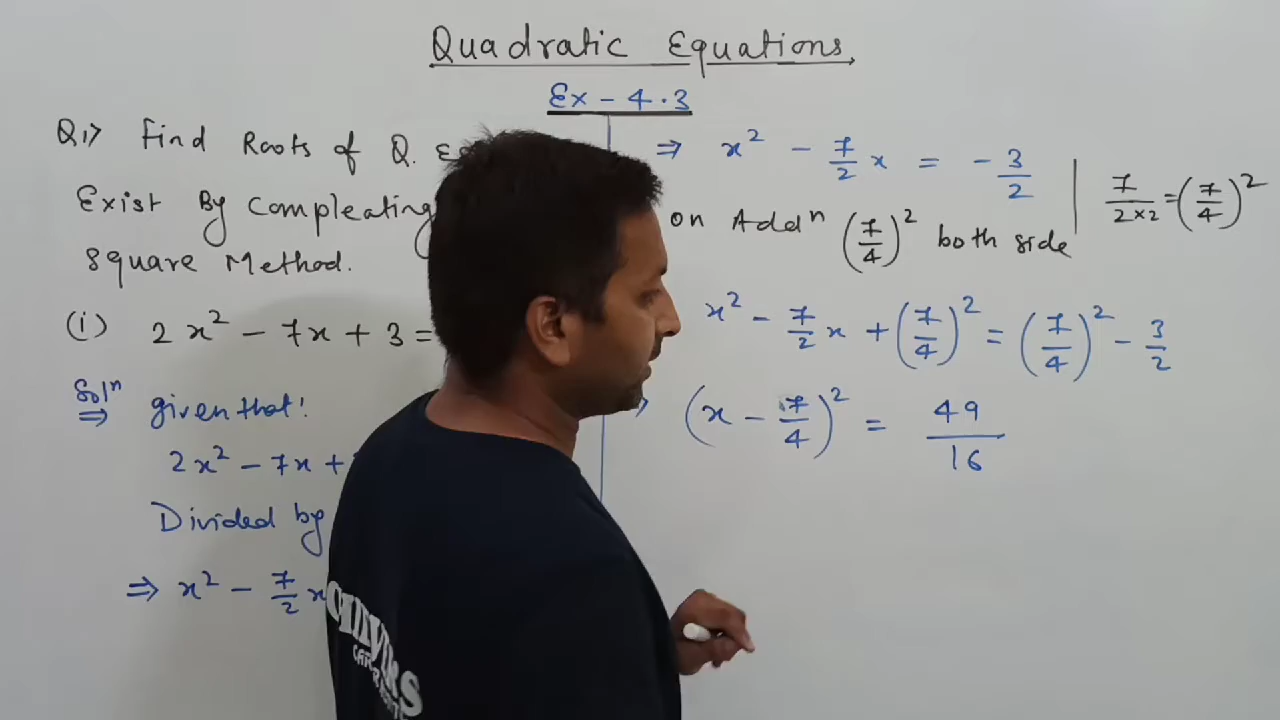 Quadratic Equations
Ex - 4.3
Q.1) Find Roots of Q.
Exist By Compleating
Square Method.
(i) 2x² - 7x + 3 =
Solⁿ
⇒ given that:
2x² - 7x +
Divided by
⇒ x² - 7/2 x
⇒ x² - 7/2 x = - 3/2
7/(2×2) = (7/4)²
on Addⁿ (7/4)² both side
x² - 7/2 x + (7/4)² = (7/4)² - 3/2
(x - 7/4)² = 49/16